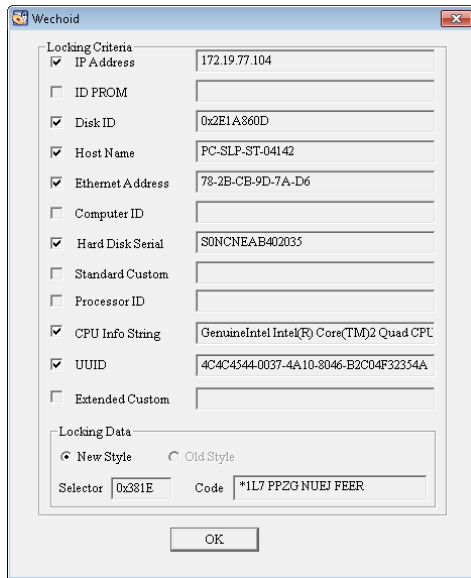 Wechoid
Locking Criteria
IP Address 172.19.77.104
ID PROM
Disk ID 0x2E1A860D
Host Name PC-SLP-ST-04142
Ethernet Address 78-2B-CB-9D-7A-D6
Computer ID
Hard Disk Serial S0NCNEAB402035
Standard Custom
Processor ID
CPU Info String GenuineIntel Intel(R) Core(TM)2 Quad CPU
UUID 4C4C4544-0037-4A10-8046-B2C04F32354A
Extended Custom
Locking Data
New Style Old Style
Selector 0x381E Code *1L7 PPZG NUEJ FEER
OK